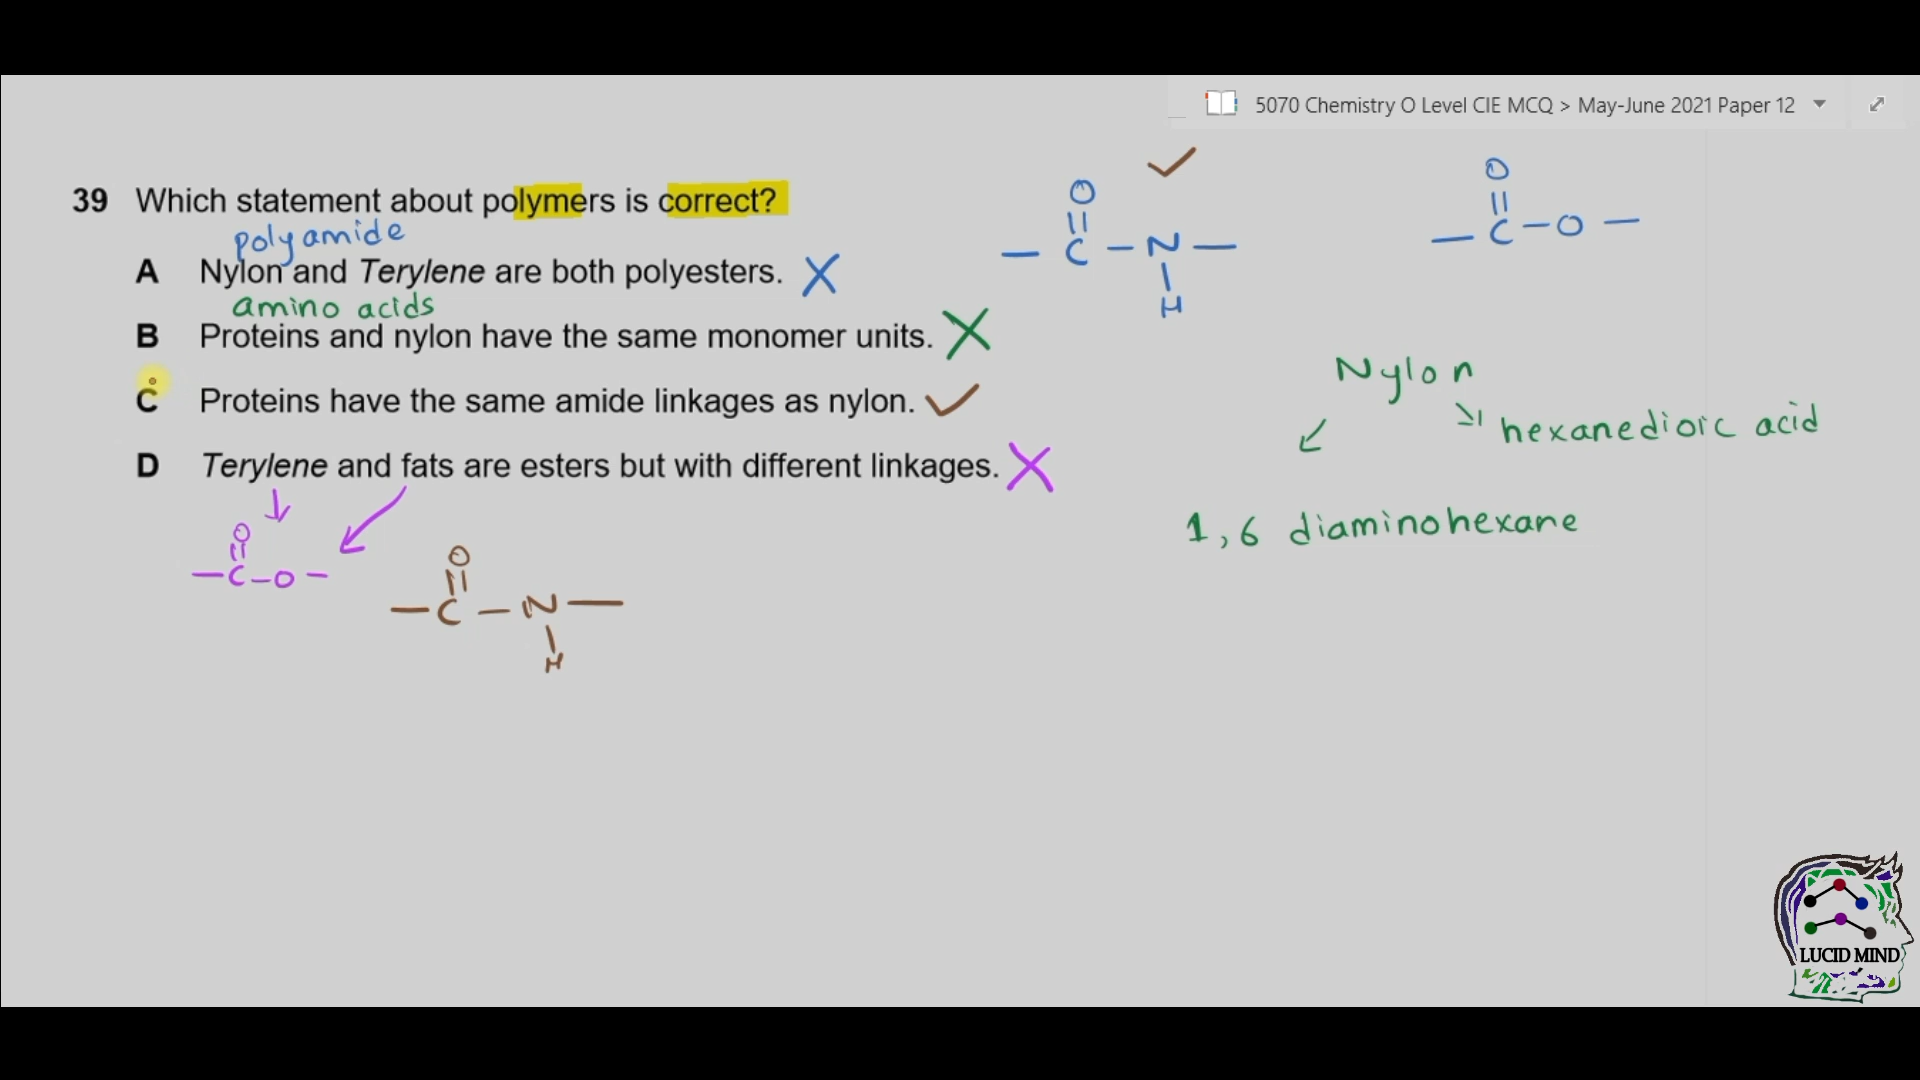 5070 Chemistry O Level CIE MCQ > May-June 2021 Paper 12
39 Which statement about polymers is correct?
polyamide
A Nylon and Terylene are both polyesters.
amino acids
B Proteins and nylon have the same monomer units.
C Proteins have the same amide linkages as nylon.
D Terylene and fats are esters but with different linkages.
O
— C — N —
H
O
— C — O —
Nylon
hexanedioic acid
1,6 diaminohexane
O
— C — O —
O
— C — N —
H
LUCID MIND